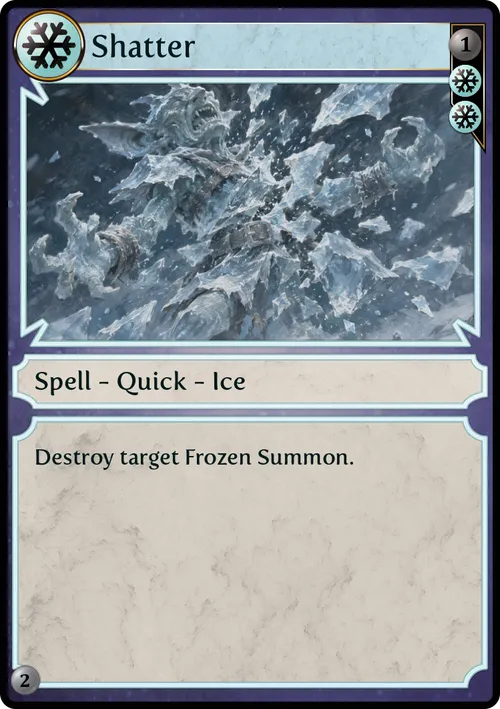 Shatter
1
Spell - Quick - Ice
Destroy target Frozen Summon.
2